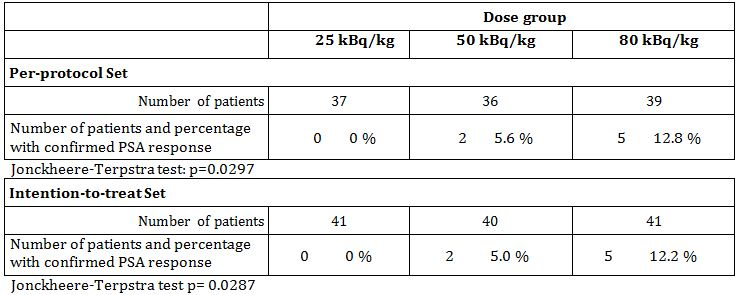 Dose group
25 kBq/kg 50 kBq/kg 80 kBq/kg
Per-protocol Set
Number of patients 37 36 39
Number of patients and percentage
with confirmed PSA response 0 0 % 2 5.6 % 5 12.8 %
Jonckheere-Terpstra test: p=0.0297
Intention-to-treat Set
Number of patients 41 40 41
Number of patients and percentage
with confirmed PSA response 0 0 % 2 5.0 % 5 12.2 %
Jonckheere-Terpstra test p= 0.0287